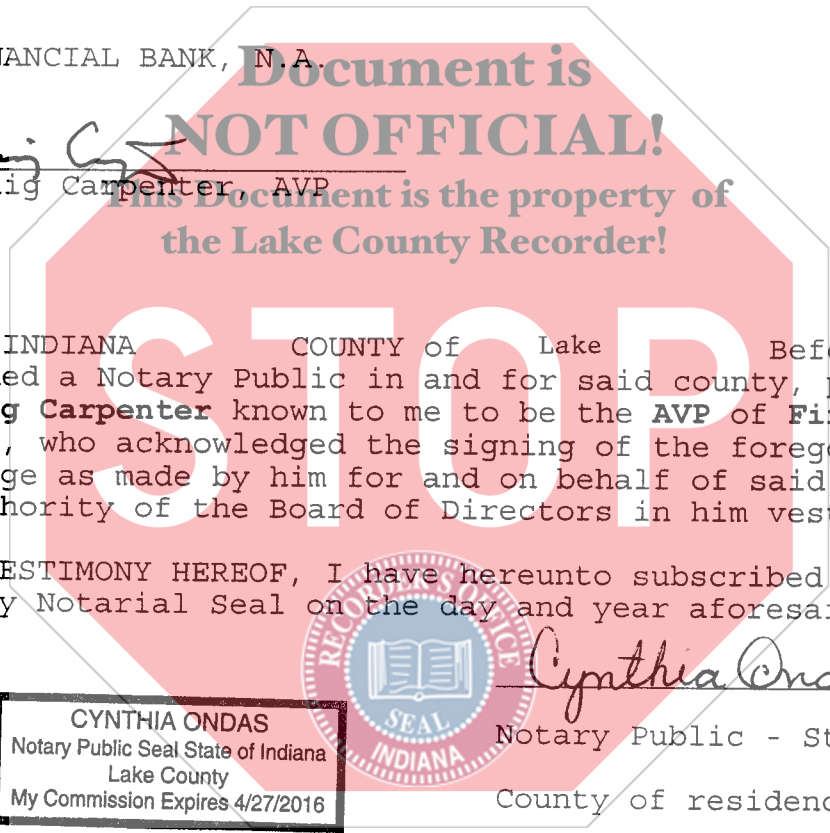 NANCIAL BANK, N.A.
Document is
NOT OFFICIAL!
ig Carpenter, AVP
This Document is the property of
the Lake County Recorder!
STOP
INDIANA COUNTY of Lake Befo
ed a Notary Public in and for said county,
g Carpenter known to me to be the AVP of Fi
, who acknowledged the signing of the forego
ge as made by him for and on behalf of said
hority of the Board of Directors in him vest
ESTIMONY HEREOF, I have hereunto subscribed
y Notarial Seal on the day and year aforesai
RECORDER'S OFFICE
SEAL
INDIANA
Cynthia Ond
CYNTHIA ONDAS
Notary Public Seal State of Indiana
Lake County
My Commission Expires 4/27/2016
Notary Public - St
County of residenc